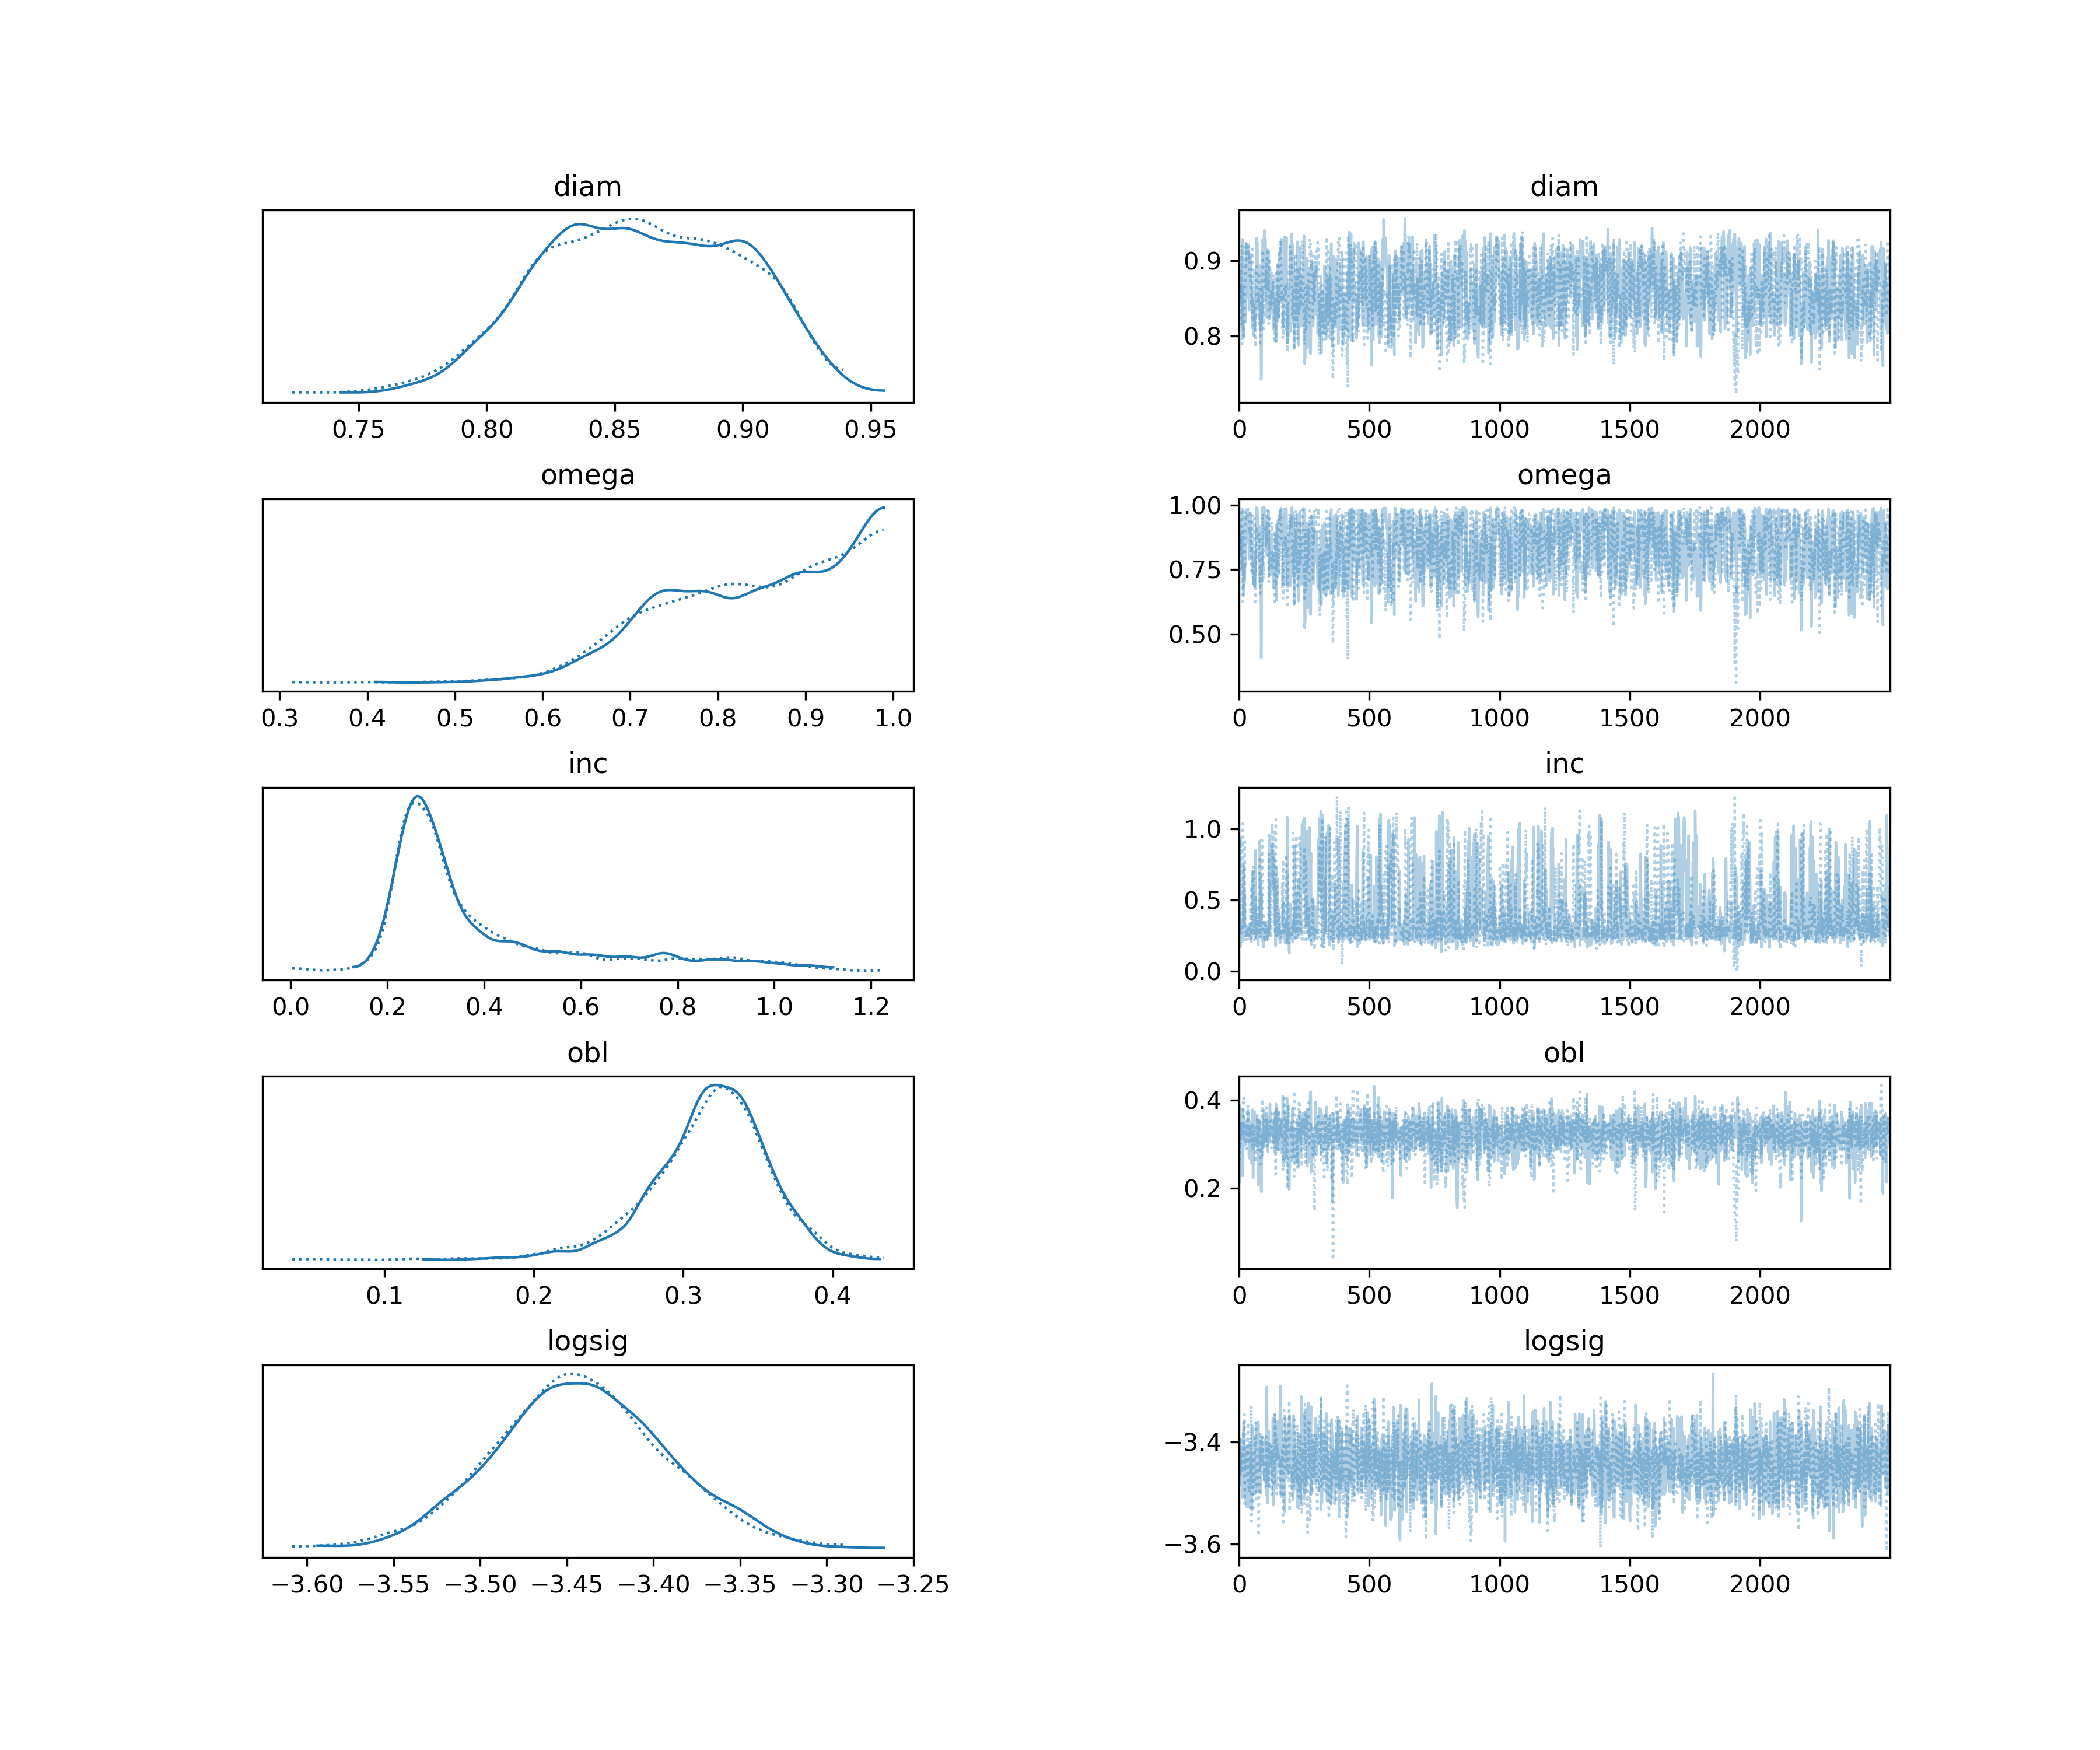 diam diam
0.9
0.8
0.75 0.80 0.85 0.90 0.95 0 500 1000 1500 2000
omega omega
1.00
0.75
0.50
0.3 0.4 0.5 0.6 0.7 0.8 0.9 1.0 0 500 1000 1500 2000
inc inc
1.0
0.5
0.0
0.0 0.2 0.4 0.6 0.8 1.0 1.2 0 500 1000 1500 2000
obl obl
0.4
0.2
0.1 0.2 0.3 0.4 0 500 1000 1500 2000
logsig logsig
−3.4
−3.6
−3.60 −3.55 −3.50 −3.45 −3.40 −3.35 −3.30 −3.25 0 500 1000 1500 2000